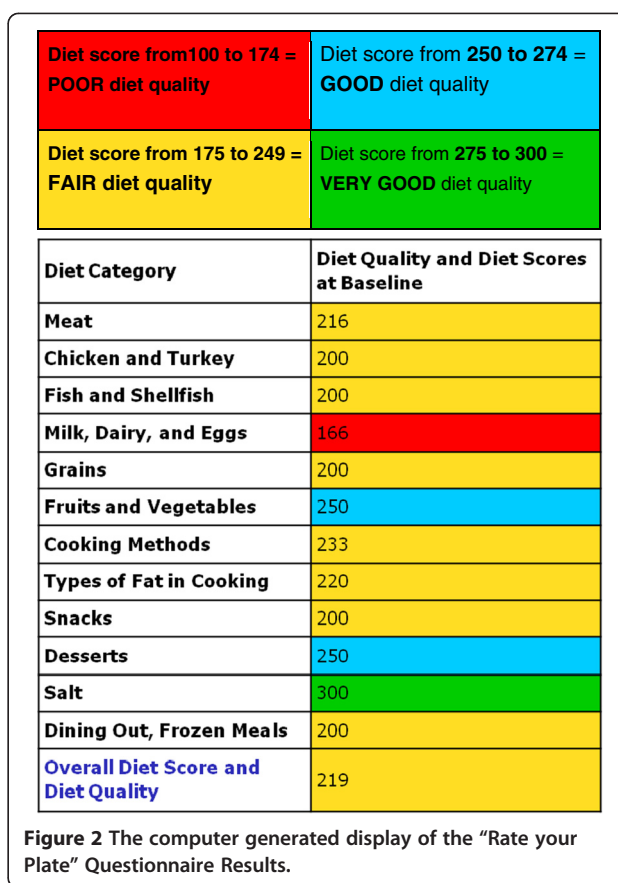 Diet score from100 to 174 =
POOR diet quality
Diet score from 250 to 274 =
GOOD diet quality
Diet score from 175 to 249 =
FAIR diet quality
Diet score from 275 to 300 =
VERY GOOD diet quality
Diet Category
Diet Quality and Diet Scores
at Baseline
Meat 216
Chicken and Turkey 200
Fish and Shellfish 200
Milk, Dairy, and Eggs 166
Grains 200
Fruits and Vegetables 250
Cooking Methods 233
Types of Fat in Cooking 220
Snacks 200
Desserts 250
Salt 300
Dining Out, Frozen Meals 200
Overall Diet Score and
Diet Quality
219
Figure 2 The computer generated display of the “Rate your
Plate” Questionnaire Results.